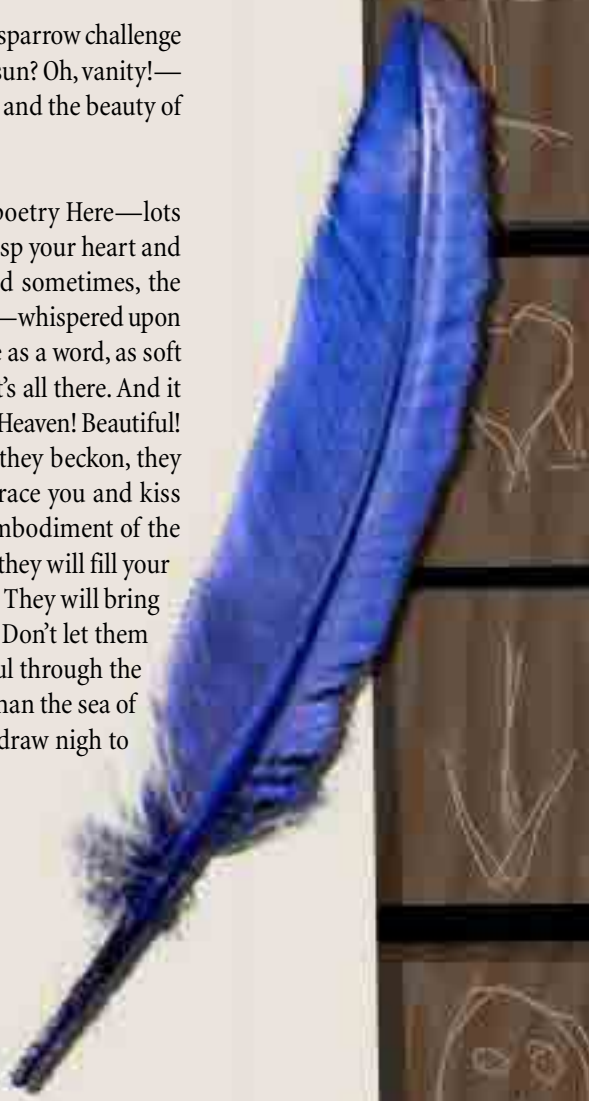 sparrow challenge
sun? Oh, vanity!—
and the beauty of
poetry Here—lots
sp your heart and
d sometimes, the
—whispered upon
e as a word, as soft
t’s all there. And it
Heaven! Beautiful!
they beckon, they
race you and kiss
mbodiment of the
they will fill your
They will bring
Don’t let them
ul through the
han the sea of
draw nigh to